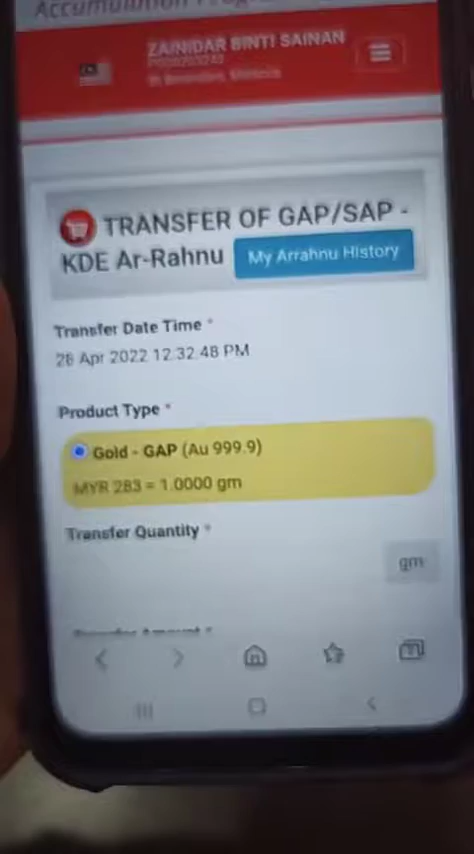 Accumulation
ZAINIDAR BINTI SAINAN
TRANSFER OF GAP/SAP -
KDE Ar-Rahnu
My Arrahnu History
Transfer Date Time *
28 Apr 2022 12:32:48 PM
Product Type *
Gold - GAP (Au 999.9)
MYR 283 = 1.0000 gm
Transfer Quantity *
gm